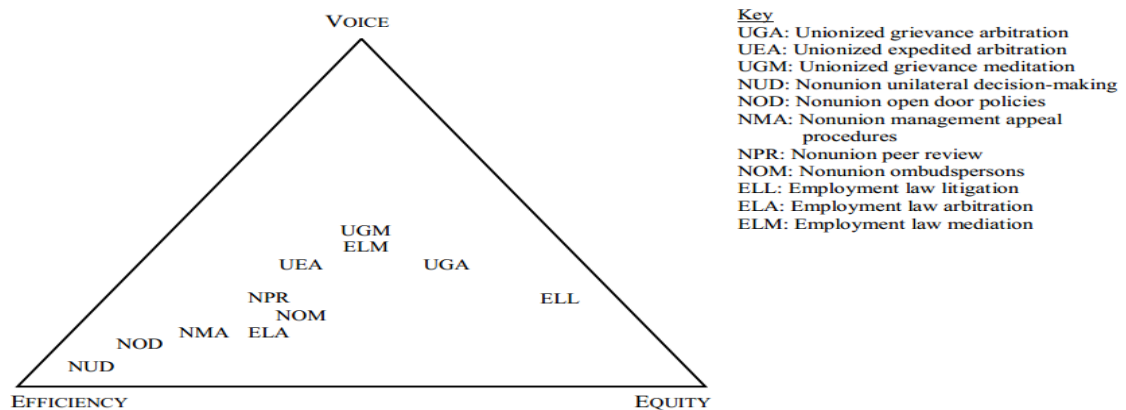 VOICE
UGM
ELM
UEA
UGA
NPR
ELL
NOM
NMA
ELA
NOD
NUD
EFFICIENCY
EQUITY
Key
UGA: Unionized grievance arbitration
UEA: Unionized expedited arbitration
UGM: Unionized grievance meditation
NUD: Nonunion unilateral decision-making
NOD: Nonunion open door policies
NMA: Nonunion management appeal
procedures
NPR: Nonunion peer review
NOM: Nonunion ombudspersons
ELL: Employment law litigation
ELA: Employment law arbitration
ELM: Employment law mediation